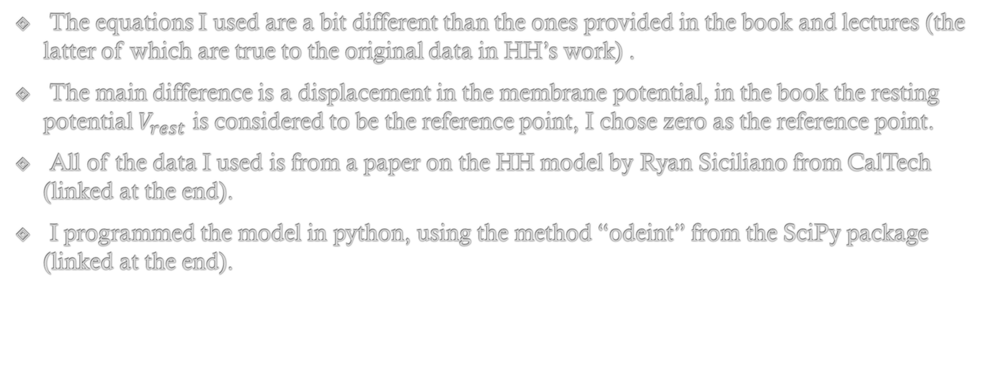 The equations I used are a bit different than the ones provided in the book and lectures (the
latter of which are true to the original data in HH’s work) .
The main difference is a displacement in the membrane potential, in the book the resting
potential V_rest is considered to be the reference point, I chose zero as the reference point.
All of the data I used is from a paper on the HH model by Ryan Siciliano from CalTech
(linked at the end).
I programmed the model in python, using the method “odeint” from the SciPy package
(linked at the end).